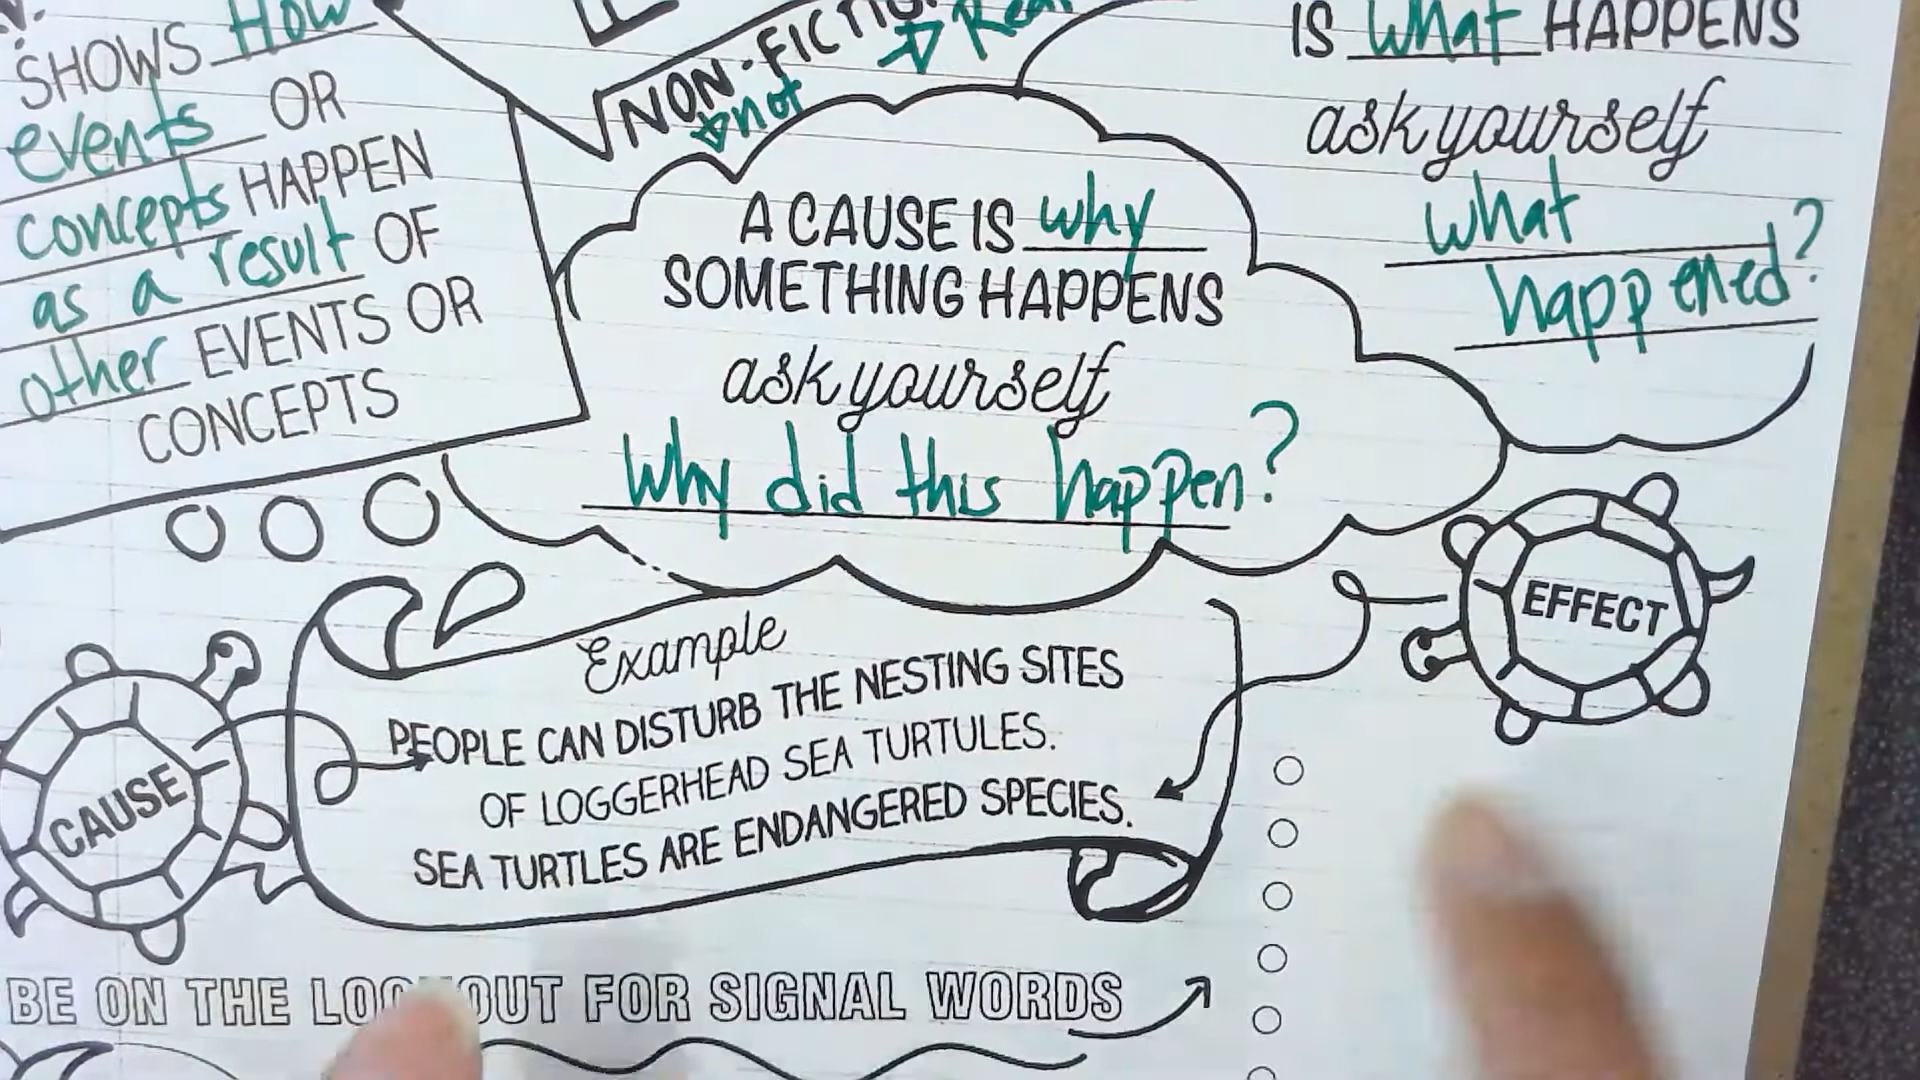 SHOWS How
events OR
concepts HAPPEN
as a result OF
other EVENTS OR
CONCEPTS
NON-FICTION
Real
not
IS what HAPPENS
ask yourself
what
happened?
A CAUSE IS why
SOMETHING HAPPENS
ask yourself
Why did this happen?
CAUSE
EFFECT
Example
PEOPLE CAN DISTURB THE NESTING SITES
OF LOGGERHEAD SEA TURTULES.
SEA TURTLES ARE ENDANGERED SPECIES.
BE ON THE LOOKOUT FOR SIGNAL WORDS